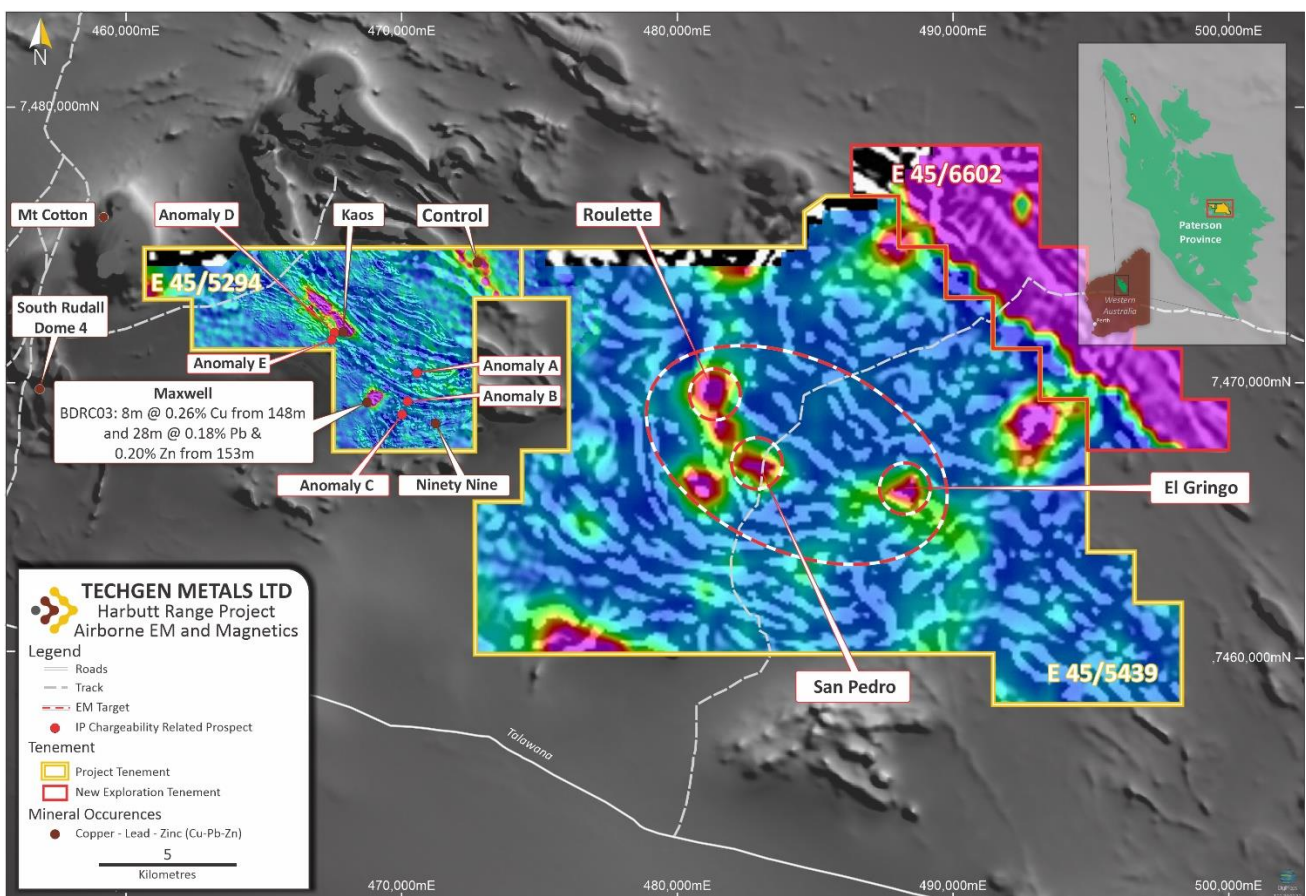 460,000mE
470,000mE
480,000mE
490,000mE
500,000mE
N
7,480,000mN
E 45/6602
Mt Cotton
Anomaly D
Kaos
Control
Roulette
Paterson
Province
E 45/5294
Western
Australia
Perth
South Rudall
Dome 4
Anomaly E
Anomaly A
7,470,000mN
Maxwell
BDRC03: 8m @ 0.26% Cu from 148m
and 28m @ 0.18% Pb &
0.20% Zn from 153m
Anomaly B
Anomaly C
Ninety Nine
El Gringo
TECHGEN METALS LTD
Harbutt Range Project
Airborne EM and Magnetics
Legend
Roads
Track
EM Target
IP Chargeability Related Prospect
Tenement
Project Tenement
New Exploration Tenement
Mineral Occurences
Copper - Lead - Zinc (Cu-Pb-Zn)
5
Kilometres
7,460,000mN
E 45/5439
San Pedro
Talawana
470,000mE
480,000mE
490,000mE
500,000mE